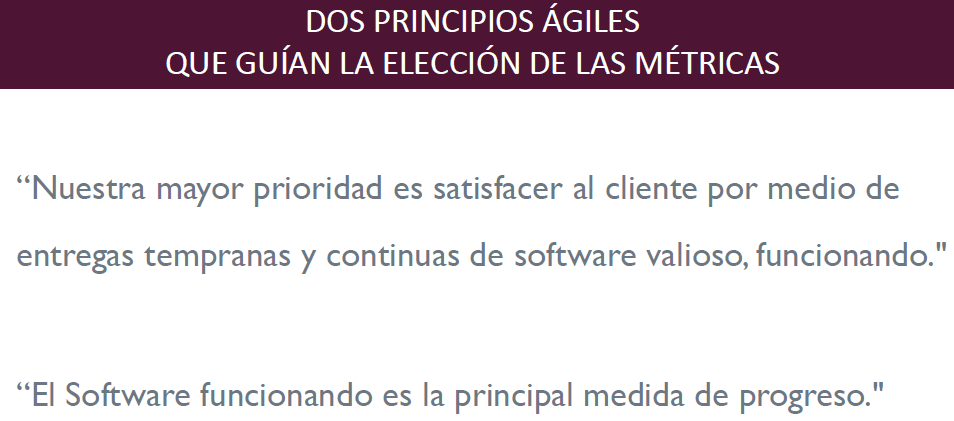 DOS PRINCIPIOS ÁGILES
QUE GUÍAN LA ELECCIÓN DE LAS MÉTRICAS
“Nuestra mayor prioridad es satisfacer al cliente por medio de
entregas tempranas y continuas de software valioso, funcionando."
“El Software funcionando es la principal medida de progreso."